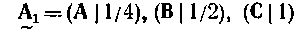 A₁ = (A | 1/4), (B | 1/2), (C | 1)